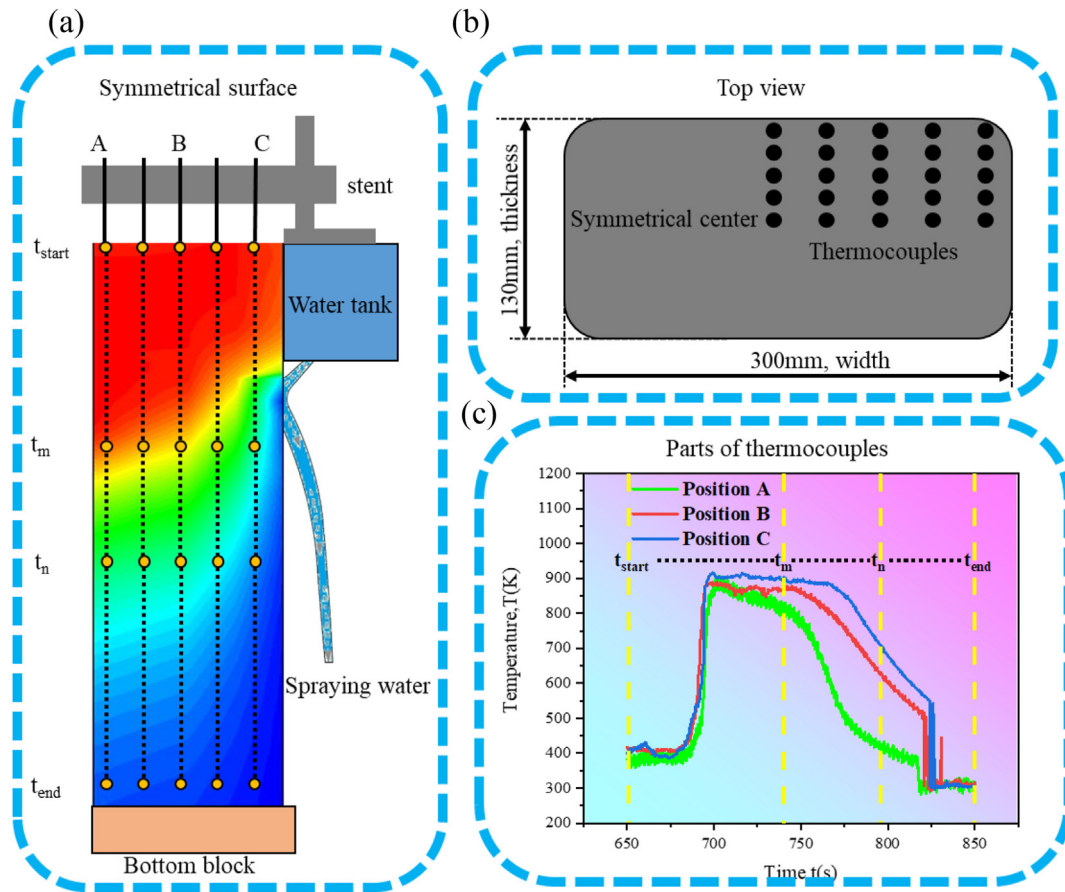 (a)
Symmetrical surface
A B C
stent
t_start
Water tank
t_m
t_n
Spraying water
t_end
Bottom block
(b)
Top view
130mm, thickness
Symmetrical center
Thermocouples
300mm, width
(c)
Parts of thermocouples
Temperature,T(K)
1200
1100
1000
900
800
700
600
500
400
300
200
Position A
Position B
Position C
t_start t_m t_n t_end
650 700 750 800 850
Time t(s)